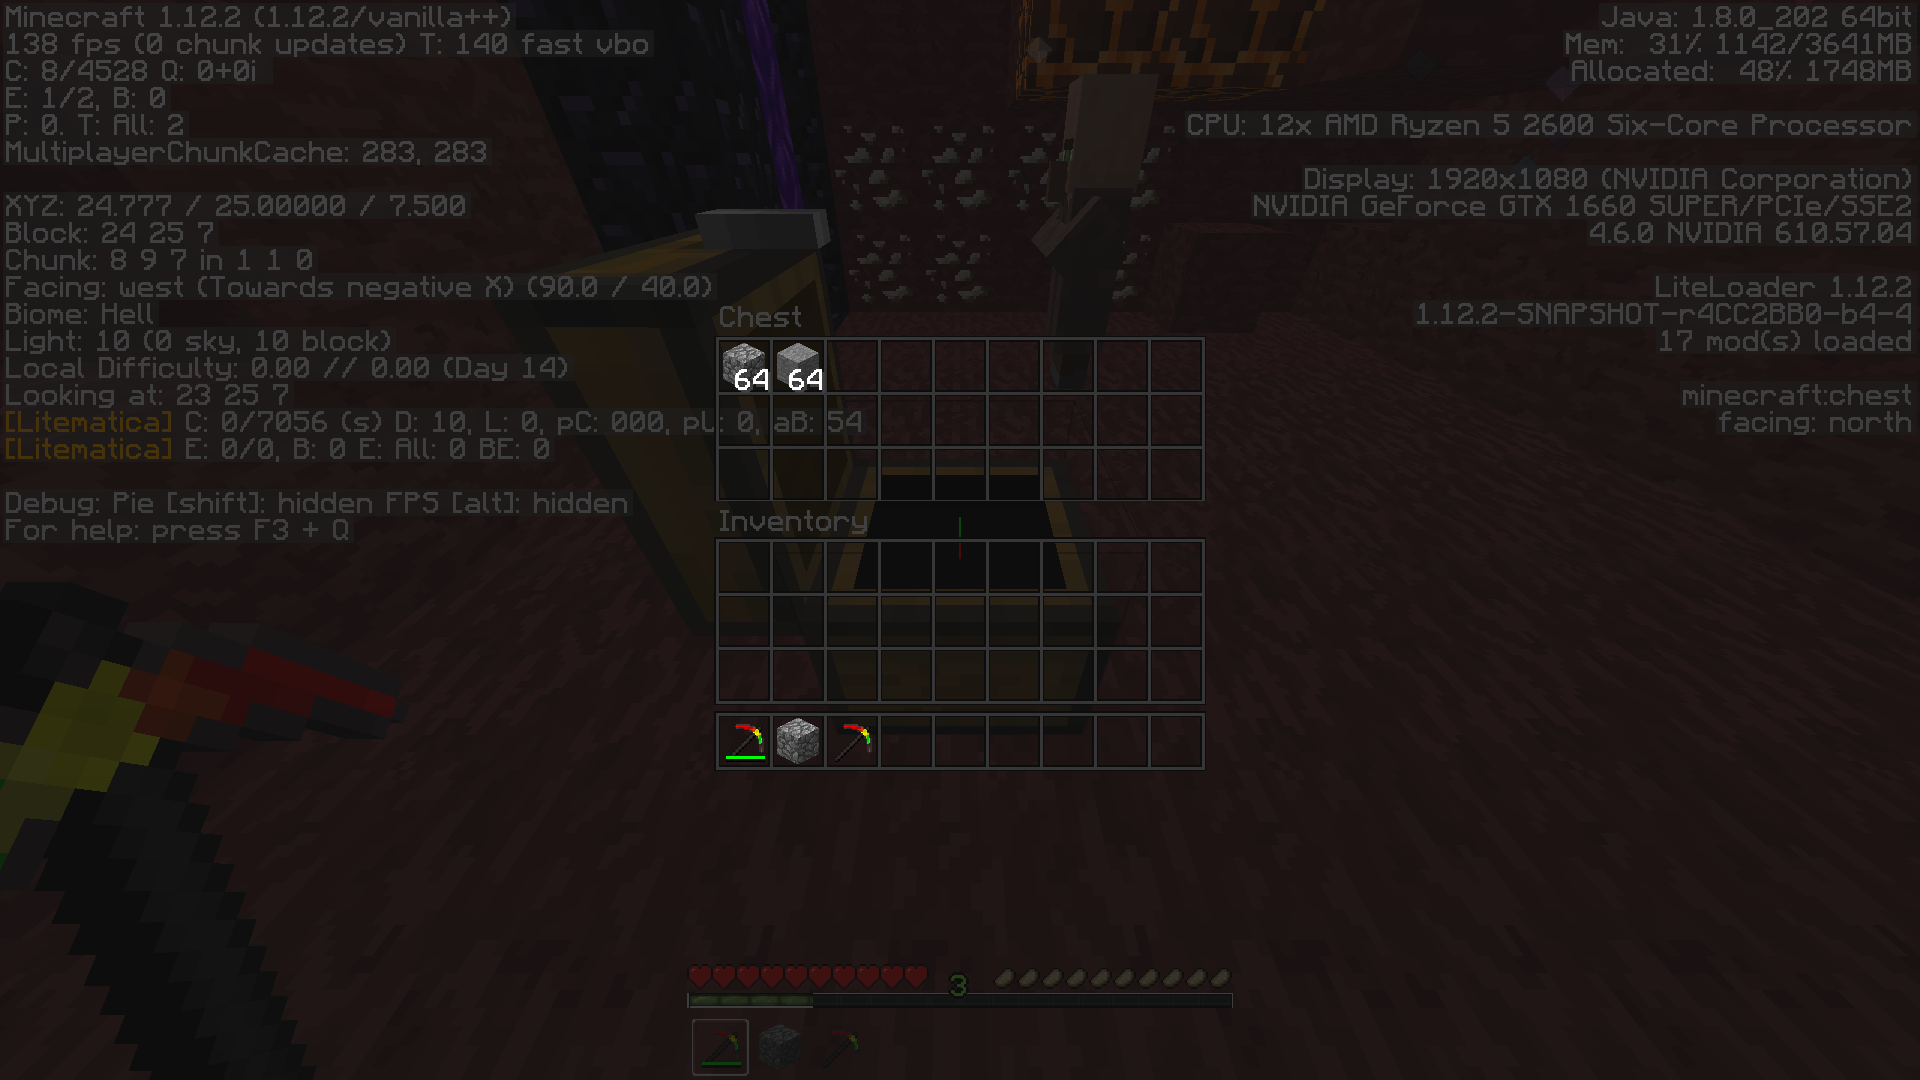 Minecraft 1.12.2 (1.12.2/vanilla++)
138 fps (0 chunk updates) T: 140 fast vbo
C: 8/4528 Q: 0+0i
E: 1/2, B: 0
P: 0. T: All: 2
MultiplayerChunkCache: 283, 283
XYZ: 24.777 / 25.00000 / 7.500
Block: 24 25 7
Chunk: 8 9 7 in 1 1 0
Facing: west (Towards negative X) (90.0 / 40.0)
Biome: Hell
Light: 10 (0 sky, 10 block)
Local Difficulty: 0.00 // 0.00 (Day 14)
Looking at: 23 25 7
[Litematica] C: 0/7056 (s) D: 10, L: 0, pC: 000, pU: 0, aB: 54
[Litematica] E: 0/0, B: 0 E: All: 0 BE: 0
Debug: Pie [shift]: hidden FPS [alt]: hidden
For help: press F3 + Q
Java: 1.8.0_202 64bit
Mem: 31% 1142/3641MB
Allocated: 48% 1748MB
CPU: 12x AMD Ryzen 5 2600 Six-Core Processor
Display: 1920x1080 (NVIDIA Corporation)
NVIDIA GeForce GTX 1660 SUPER/PCIe/SSE2
4.6.0 NVIDIA 610.57.04
LiteLoader 1.12.2
1.12.2-SNAPSHOT-r4CC2BB0-b4-4
17 mod(s) loaded
minecraft:chest
facing: north
Chest
64 64
Inventory
3